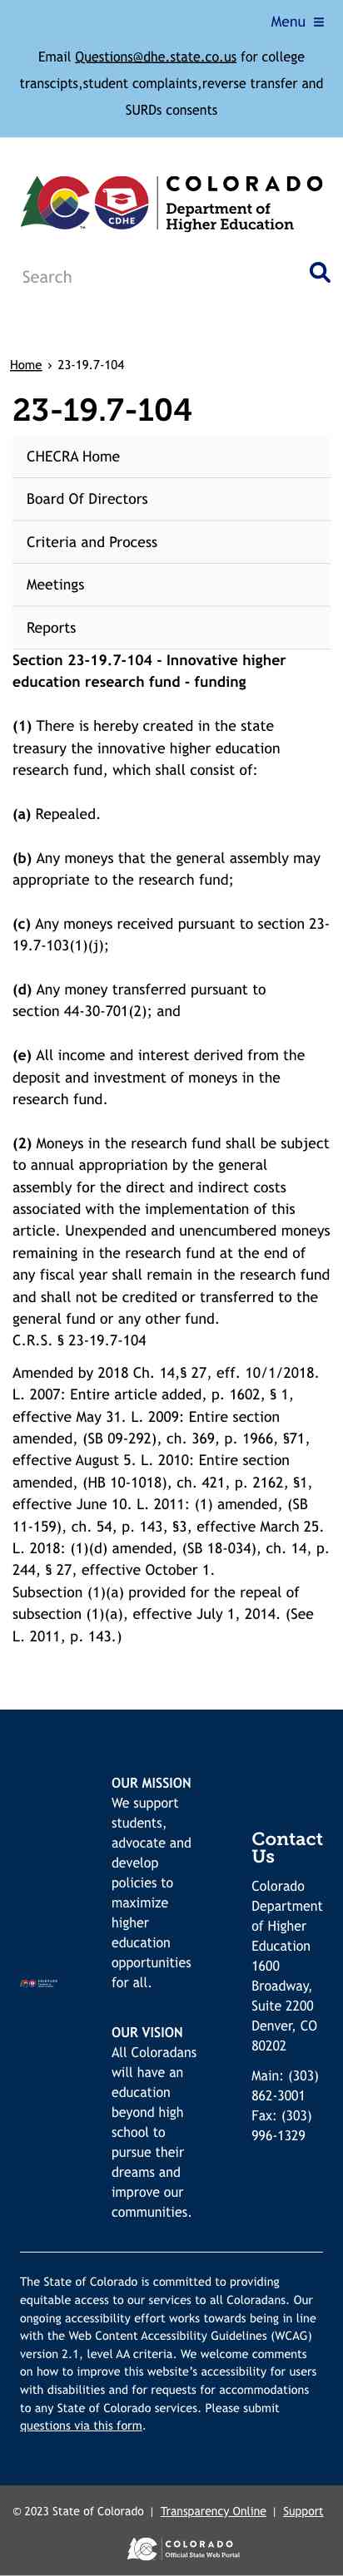 Menu ≡
Email Questions@dhe.state.co.us for college
transcipts,student complaints,reverse transfer and
SURDs consents
CO CDHE
COLORADO
Department of
Higher Education
Search
Home › 23-19.7-104
23-19.7-104
CHECRA Home
Board Of Directors
Criteria and Process
Meetings
Reports
Section 23-19.7-104 - Innovative higher
education research fund - funding
(1) There is hereby created in the state
treasury the innovative higher education
research fund, which shall consist of:
(a) Repealed.
(b) Any moneys that the general assembly may
appropriate to the research fund;
(c) Any moneys received pursuant to section 23-
19.7-103(1)(j);
(d) Any money transferred pursuant to
section 44-30-701(2); and
(e) All income and interest derived from the
deposit and investment of moneys in the
research fund.
(2) Moneys in the research fund shall be subject
to annual appropriation by the general
assembly for the direct and indirect costs
associated with the implementation of this
article. Unexpended and unencumbered moneys
remaining in the research fund at the end of
any fiscal year shall remain in the research fund
and shall not be credited or transferred to the
general fund or any other fund.
C.R.S. § 23-19.7-104
Amended by 2018 Ch. 14,§ 27, eff. 10/1/2018.
L. 2007: Entire article added, p. 1602, § 1,
effective May 31. L. 2009: Entire section
amended, (SB 09-292), ch. 369, p. 1966, §71,
effective August 5. L. 2010: Entire section
amended, (HB 10-1018), ch. 421, p. 2162, §1,
effective June 10. L. 2011: (1) amended, (SB
11-159), ch. 54, p. 143, §3, effective March 25.
L. 2018: (1)(d) amended, (SB 18-034), ch. 14, p.
244, § 27, effective October 1.
Subsection (1)(a) provided for the repeal of
subsection (1)(a), effective July 1, 2014. (See
L. 2011, p. 143.)
OUR MISSION
We support
students,
advocate and
develop
policies to
maximize
higher
education
opportunities
for all.
OUR VISION
All Coloradans
will have an
education
beyond high
school to
pursue their
dreams and
improve our
communities.
Contact
Us
Colorado
Department
of Higher
Education
1600
Broadway,
Suite 2200
Denver, CO
80202
Main: (303)
862-3001
Fax: (303)
996-1329
The State of Colorado is committed to providing
equitable access to our services to all Coloradans. Our
ongoing accessibility effort works towards being in line
with the Web Content Accessibility Guidelines (WCAG)
version 2.1, level AA criteria. We welcome comments
on how to improve this website's accessibility for users
with disabilities and for requests for accommodations
to any State of Colorado services. Please submit
questions via this form.
© 2023 State of Colorado | Transparency Online | Support
COLORADO
Official State Web Portal